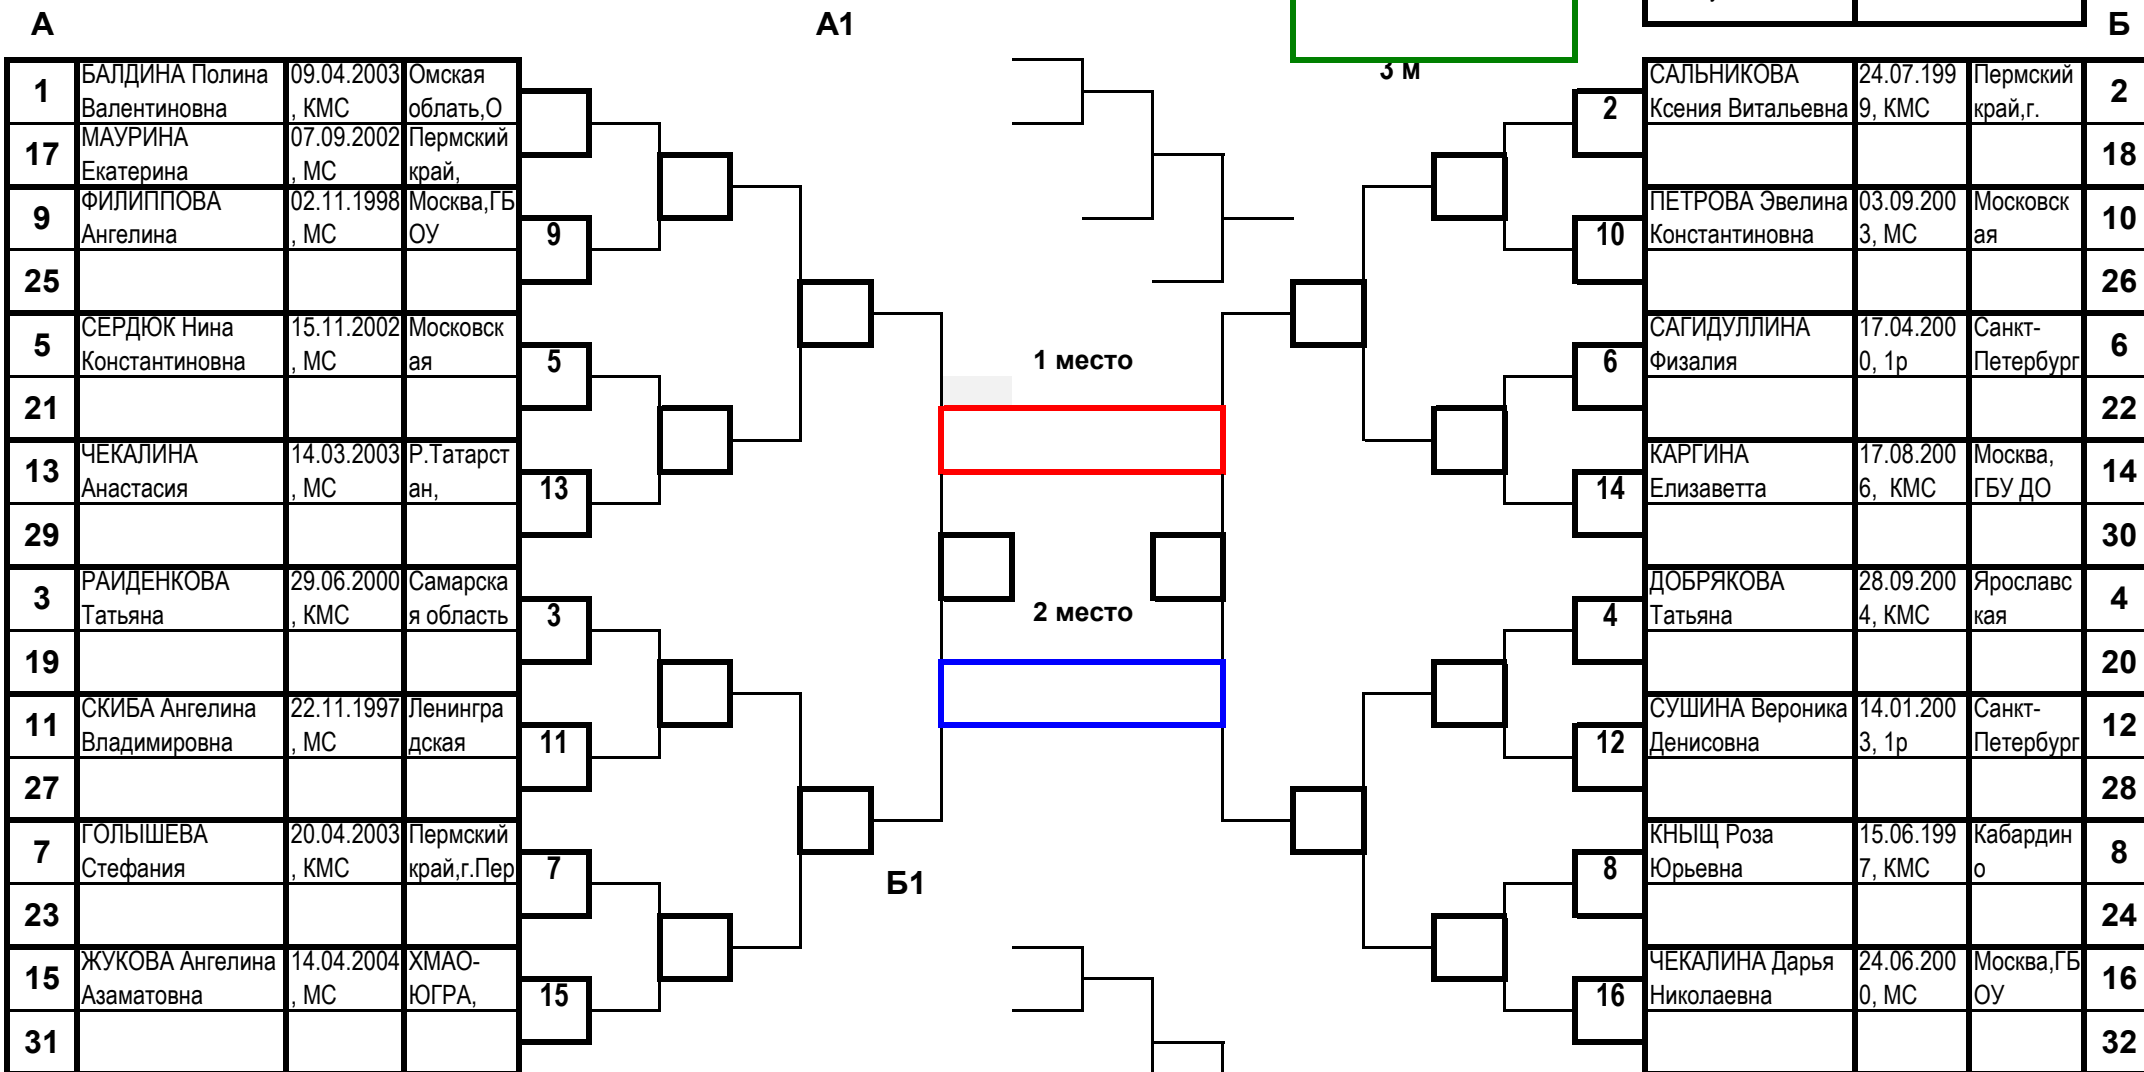 А
А1
Б
3 м
1
БАЛДИНА Полина
Валентиновна
09.04.2003
, КМС
Омская
облать,О
17
МАУРИНА
Екатерина
07.09.2002
, МС
Пермский
край,
9
ФИЛИППОВА
Ангелина
02.11.1998
, МС
Москва,ГБ
ОУ
9
25
5
СЕРДЮК Нина
Константиновна
15.11.2002
, МС
Московск
ая
5
21
13
ЧЕКАЛИНА
Анастасия
14.03.2003
, МС
Р.Татарст
ан,
13
29
3
РАИДЕНКОВА
Татьяна
29.06.2000
, КМС
Самарска
я область
3
19
11
СКИБА Ангелина
Владимировна
22.11.1997
, МС
Ленингра
дская
11
27
7
ГОЛЫШЕВА
Стефания
20.04.2003
, КМС
Пермский
край,г.Пер
7
23
15
ЖУКОВА Ангелина
Азаматовна
14.04.2004
, МС
ХМАО-
ЮГРА,
15
31
1 место
2 место
Б1
2
САЛЬНИКОВА
Ксения Витальевна
24.07.199
9, КМС
Пермский
край,г.
2
18
10
ПЕТРОВА Эвелина
Константиновна
03.09.200
3, МС
Московск
ая
10
26
6
САГИДУЛЛИНА
Физалия
17.04.200
0, 1р
Санкт-
Петербург
6
22
14
КАРГИНА
Елизаветта
17.08.200
6, КМС
Москва,
ГБУ ДО
14
30
4
ДОБРЯКОВА
Татьяна
28.09.200
4, КМС
Ярославс
кая
4
20
12
СУШИНА Вероника
Денисовна
14.01.200
3, 1р
Санкт-
Петербург
12
28
8
КНЫЩ Роза
Юрьевна
15.06.199
7, КМС
Кабардин
о
8
24
16
ЧЕКАЛИНА Дарья
Николаевна
24.06.200
0, МС
Москва,ГБ
ОУ
16
32